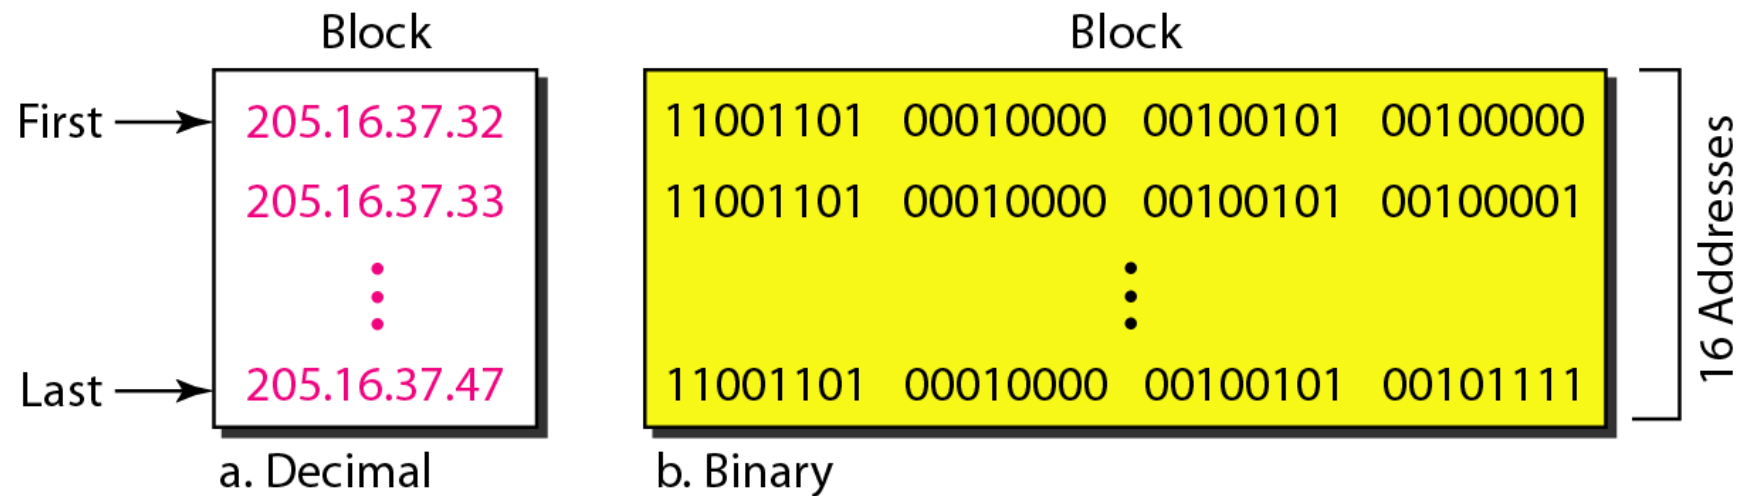 Block
Block
First
205.16.37.32
11001101 00010000 00100101 00100000
205.16.37.33
11001101 00010000 00100101 00100001
Last
205.16.37.47
11001101 00010000 00100101 00101111
16 Addresses
a. Decimal
b. Binary